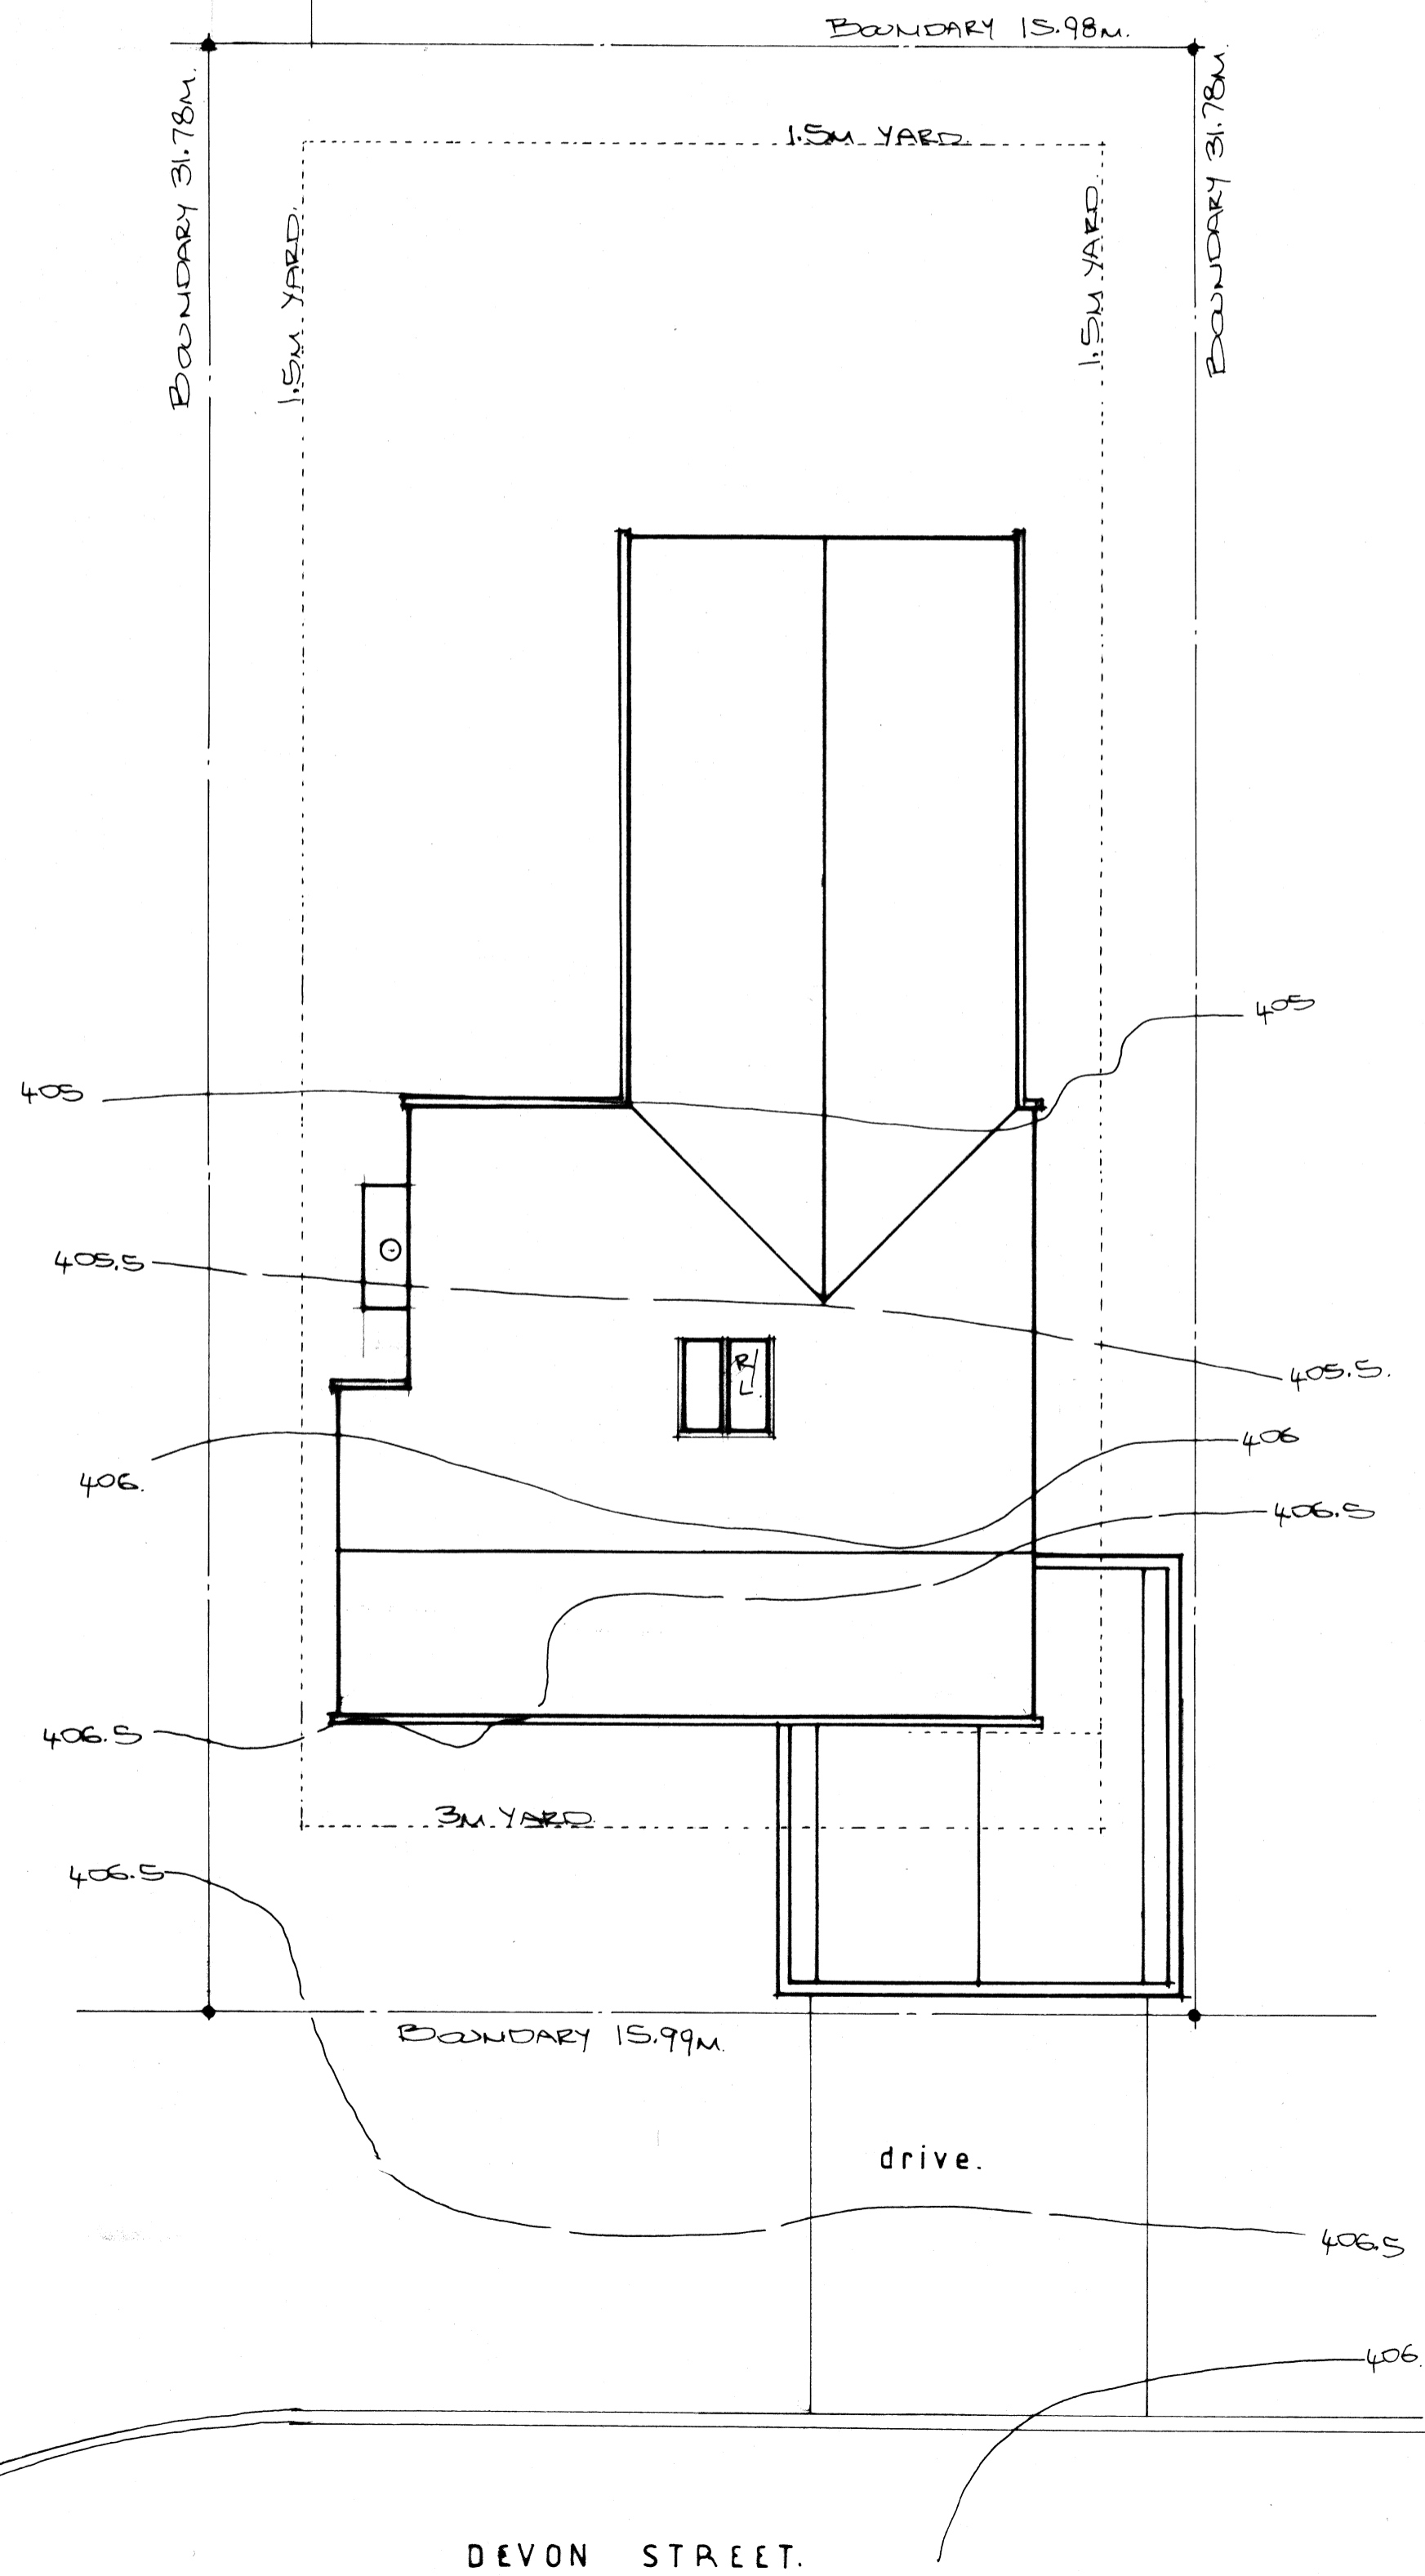 BOUNDARY 15.98M.
BOUNDARY 31.78M.
BOUNDARY 31.78M.
1.5M YARD.
1.5M YARD.
1.5M YARD.
405
405
405.5
405.5.
R/L.
406.
406
406.5
406.5
3M YARD.
406.5
BOUNDARY 15.99M.
drive.
406.5
406.
DEVON STREET.